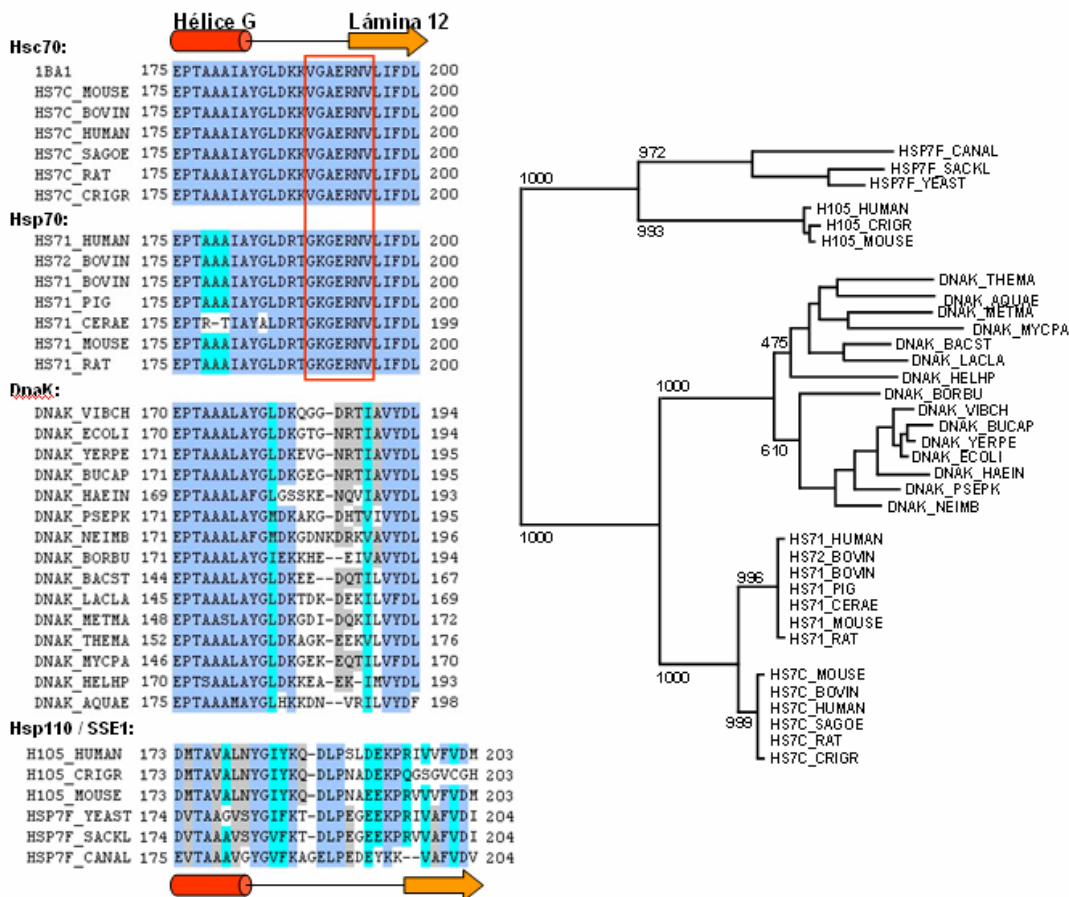 Hélice G Lámina 12
Hsc70:
1BA1 175 EPTAAAIAYGLDKKVGAERNVLIFDL 200
HS7C_MOUSE 175 EPTAAAIAYGLDKKVGAERNVLIFDL 200
HS7C_BOVIN 175 EPTAAAIAYGLDKKVGAERNVLIFDL 200
HS7C_HUMAN 175 EPTAAAIAYGLDKKVGAERNVLIFDL 200
HS7C_SAGOE 175 EPTAAAIAYGLDKKVGAERNVLIFDL 200
HS7C_RAT 175 EPTAAAIAYGLDKKVGAERNVLIFDL 200
HS7C_CRIGR 175 EPTAAAIAYGLDKKVGAERNVLIFDL 200
Hsp70:
HS71_HUMAN 175 EPTAAAIAYGLDRTGKGERNVLIFDL 200
HS72_BOVIN 175 EPTAAAIAYGLDRTGKGERNVLIFDL 200
HS71_BOVIN 175 EPTAAAIAYGLDRTGKGERNVLIFDL 200
HS71_PIG 175 EPTAAAIAYGLDRTGKGERNVLIFDL 200
HS71_CERAE 175 EPTR-TIAYALDRTGKGERNVLIFDL 199
HS71_MOUSE 175 EPTAAAIAYGLDRTGKGERNVLIFDL 200
HS71_RAT 175 EPTAAAIAYGLDRTGKGERNVLIFDL 200
DnaK:
DNAK_VIBCH 170 EPTAAALAYGLDKQGG-DRTIAVYDL 194
DNAK_ECOLI 170 EPTAAALAYGLDKGTG-NRTIAVYDL 194
DNAK_YERPE 171 EPTAAALAYGLDKEVG-NRTIAVYDL 195
DNAK_BUCAP 171 EPTAAALAYGLDKGEG-NRTIAVYDL 195
DNAK_HAEIN 169 EPTAAALAFGLGSSKE-NQVIAVYDL 193
DNAK_PSEPK 171 EPTAAALAYGMDKAKG-DHTVIVYDL 195
DNAK_NEIMB 171 EPTAAALAFGMDKGDNKDRKVAVYDL 196
DNAK_BORBU 171 EPTAAALAYGIEKKHE--EIVAVYDL 194
DNAK_BACST 144 EPTAAALAYGLDKEE--DQTILVYDL 167
DNAK_LACLA 145 EPTAAALAYGLDKTDK-DEKILVFDL 169
DNAK_METMA 148 EPTAASLAYGLDKGDI-DQKILVYDL 172
DNAK_THEMA 152 EPTAAALAYGLDKAGK-EEKVLVYDL 176
DNAK_MYCPA 146 EPTAAALAYGLDKGEK-EQTILVFDL 170
DNAK_HELHP 170 EPTSAALAYGLDKKEA-EK-IMVYDL 193
DNAK_AQUAE 175 EPTAAAMAYGLHKKDN--VRILVYDF 198
Hsp110 / SSE1:
H105_HUMAN 173 DMTAVALNYGIYKQ-DLPSLDEKPRIVVFVDM 203
H105_CRIGR 173 DMTAVALNYGIYKQ-DLPNADEKPQGSGVCGH 203
H105_MOUSE 173 DMTAVALNYGIYKQ-DLPNAEEKPRVVVFVDM 203
HSP7F_YEAST 174 DVTAAGVSYGIFKT-DLPEGEEKPRIVAFVDI 204
HSP7F_SACKL 174 DVTAAAVSYGVFKT-DLPEGEEKPRVVAFVDI 204
HSP7F_CANAL 175 EVTAAAVGYGVFKAGELPEDEYKK--VAFVDV 204
972
1000
993
HSP7F_CANAL
HSP7F_SACKL
HSP7F_YEAST
H105_HUMAN
H105_CRIGR
H105_MOUSE
DNAK_THEMA
DNAK_AQUAE
DNAK_METMA
DNAK_MYCPA
475
DNAK_BACST
DNAK_LACLA
DNAK_HELHP
1000
DNAK_BORBU
DNAK_VIBCH
DNAK_BUCAP
610
DNAK_YERPE
DNAK_ECOLI
DNAK_HAEIN
DNAK_PSEPK
DNAK_NEIMB
1000
HS71_HUMAN
HS72_BOVIN
HS71_BOVIN
996
HS71_PIG
HS71_CERAE
HS71_MOUSE
HS71_RAT
1000
HS7C_MOUSE
HS7C_BOVIN
HS7C_HUMAN
999
HS7C_SAGOE
HS7C_RAT
HS7C_CRIGR